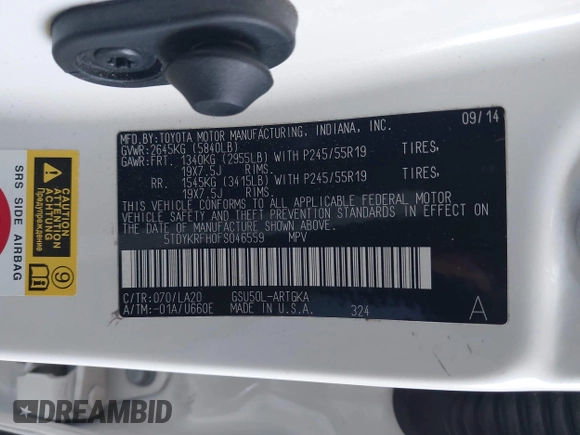 MFD.BY:TOYOTA MOTOR MANUFACTURING, INDIANA, INC. 09/14
GVWR:2645KG (5840LB)
GAWR:FRT. 1340KG (2955LB) WITH P245/55R19 TIRES,
19X7.5J RIMS.
RR. 1545KG (3415LB) WITH P245/55R19 TIRES,
19X7.5J RIMS.
THIS VEHICLE CONFORMS TO ALL APPLICABLE FEDERAL MOTOR
VEHICLE SAFETY AND THEFT PREVENTION STANDARDS IN EFFECT
ON THE DATE OF MANUFACTURE SHOWN ABOVE.
5TDYKRFH0FS046559 MPV
C/TR:070/LA20 GSU50L-ARTGKA
A/TM:-01A/U660E MADE IN U.S.A. 324 A
SRS SIDE AIRBAG
Предупреждение
ACHTUNG
ATTENTION
ATENCIÓN
9
DREAMBID